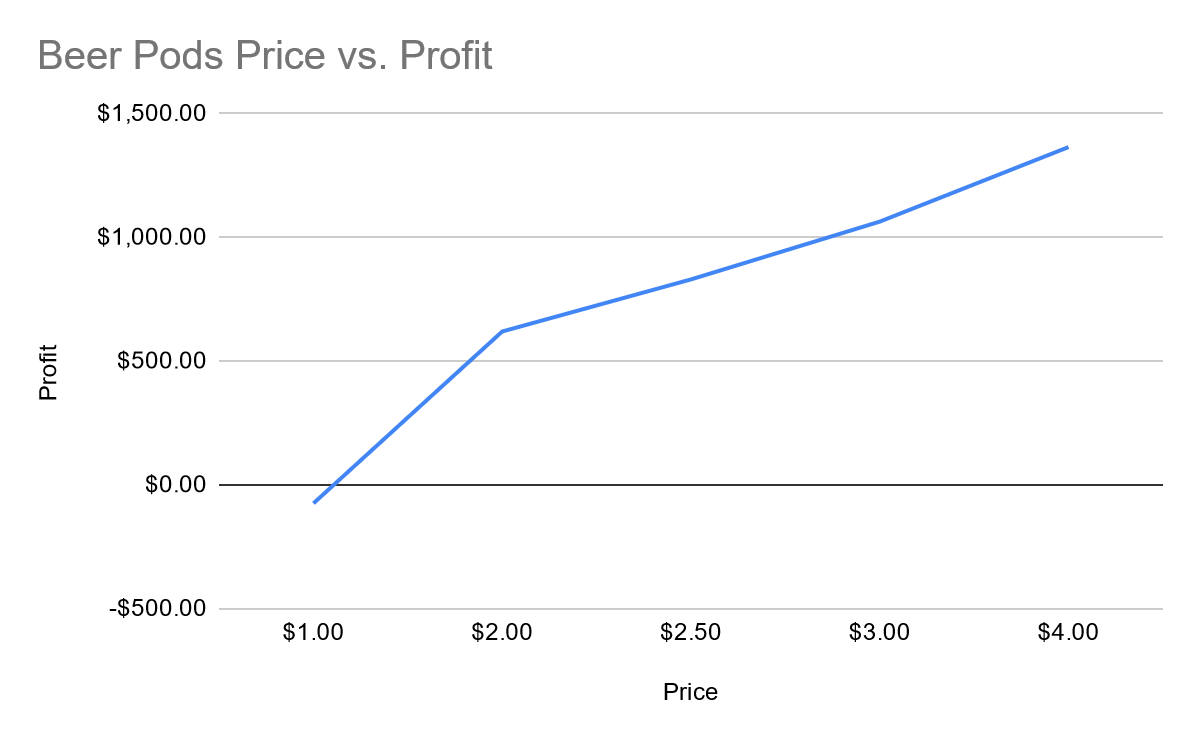 Beer Pods Price vs. Profit
$1,500.00
$1,000.00
$500.00
$0.00
-$500.00
Profit
$1.00 $2.00 $2.50 $3.00 $4.00
Price